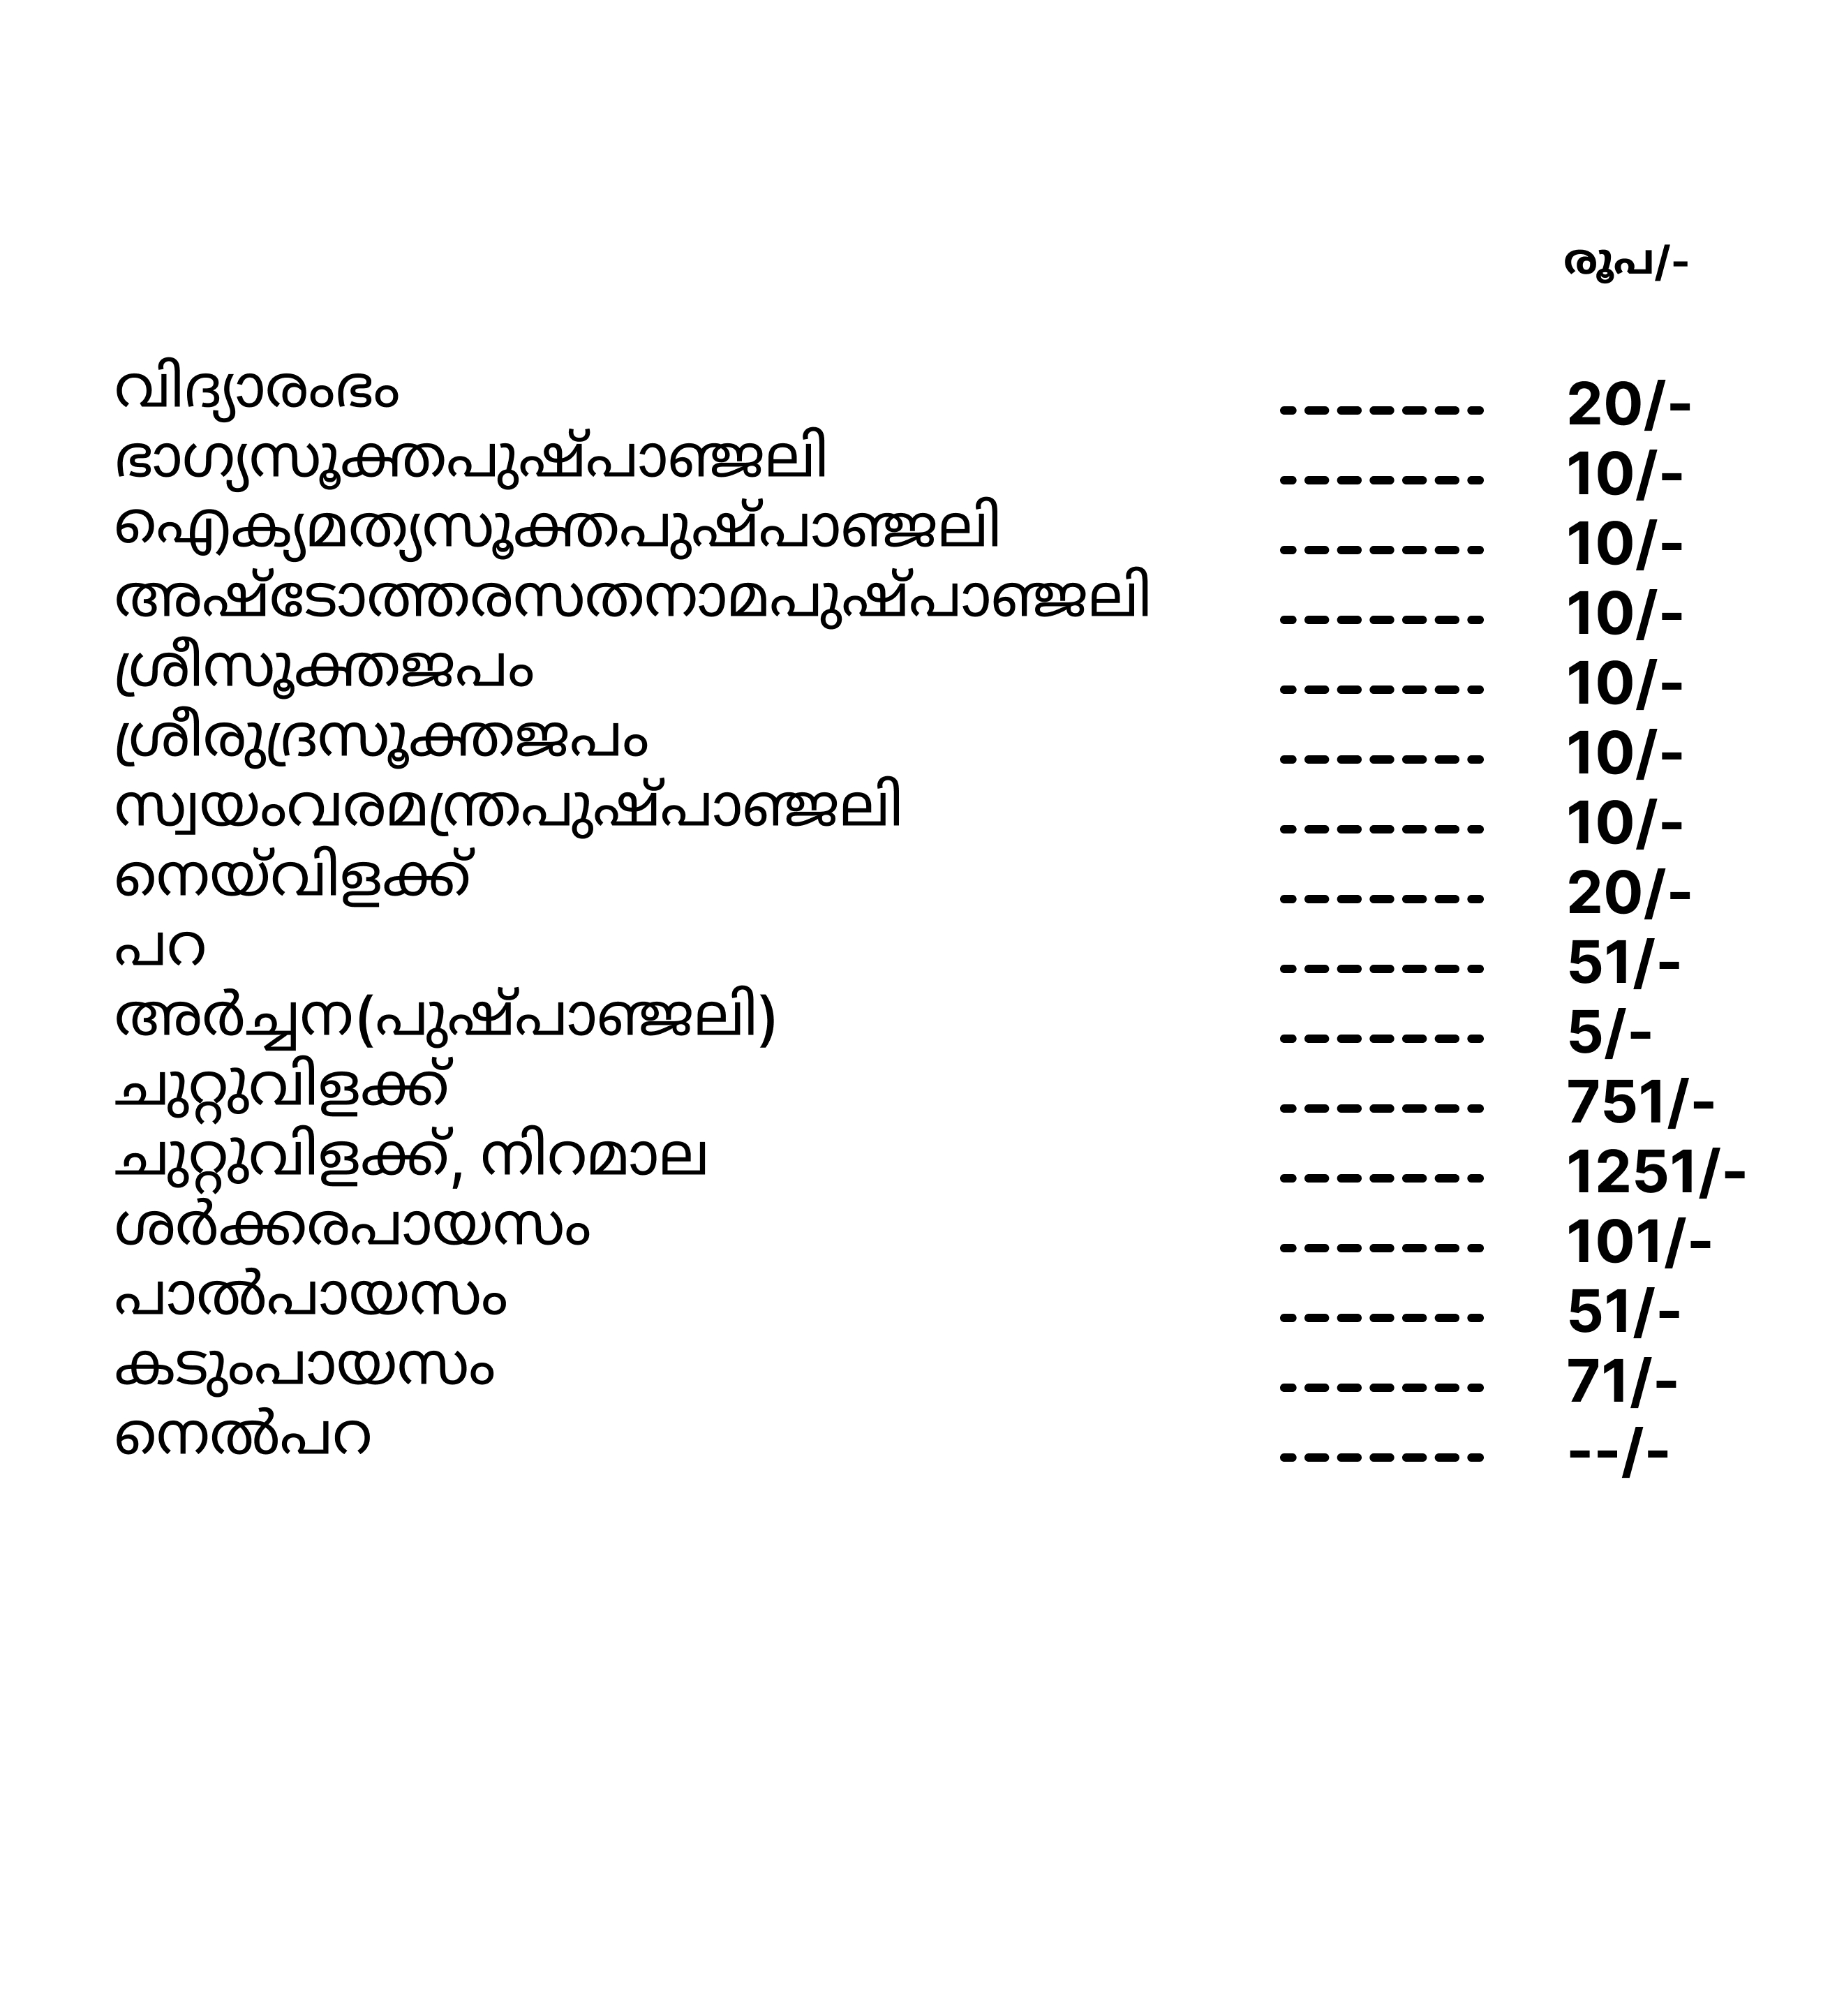 രൂപ/-
വിദ്യാരംഭം ------- 20/-
ഭാഗ്യസൂക്തപുഷ്പാഞ്ജലി ------- 10/-
ഐക്യമത്യസൂക്തപുഷ്പാഞ്ജലി ------- 10/-
അഷ്ടോത്തരസതനാമപുഷ്പാഞ്ജലി ------- 10/-
ശ്രീസൂക്തജപം ------- 10/-
ശ്രീരുദ്രസൂക്തജപം ------- 10/-
സ്വയംവരമന്ത്രപുഷ്പാഞ്ജലി ------- 10/-
നെയ്‌വിളക്ക് ------- 20/-
പറ ------- 51/-
അർച്ചന(പുഷ്പാഞ്ജലി) ------- 5/-
ചുറ്റുവിളക്ക് ------- 751/-
ചുറ്റുവിളക്ക്, നിറമാല ------- 1251/-
ശർക്കരപായസം ------- 101/-
പാൽപായസം ------- 51/-
കടുംപായസം ------- 71/-
നെൽപറ ------- --/-